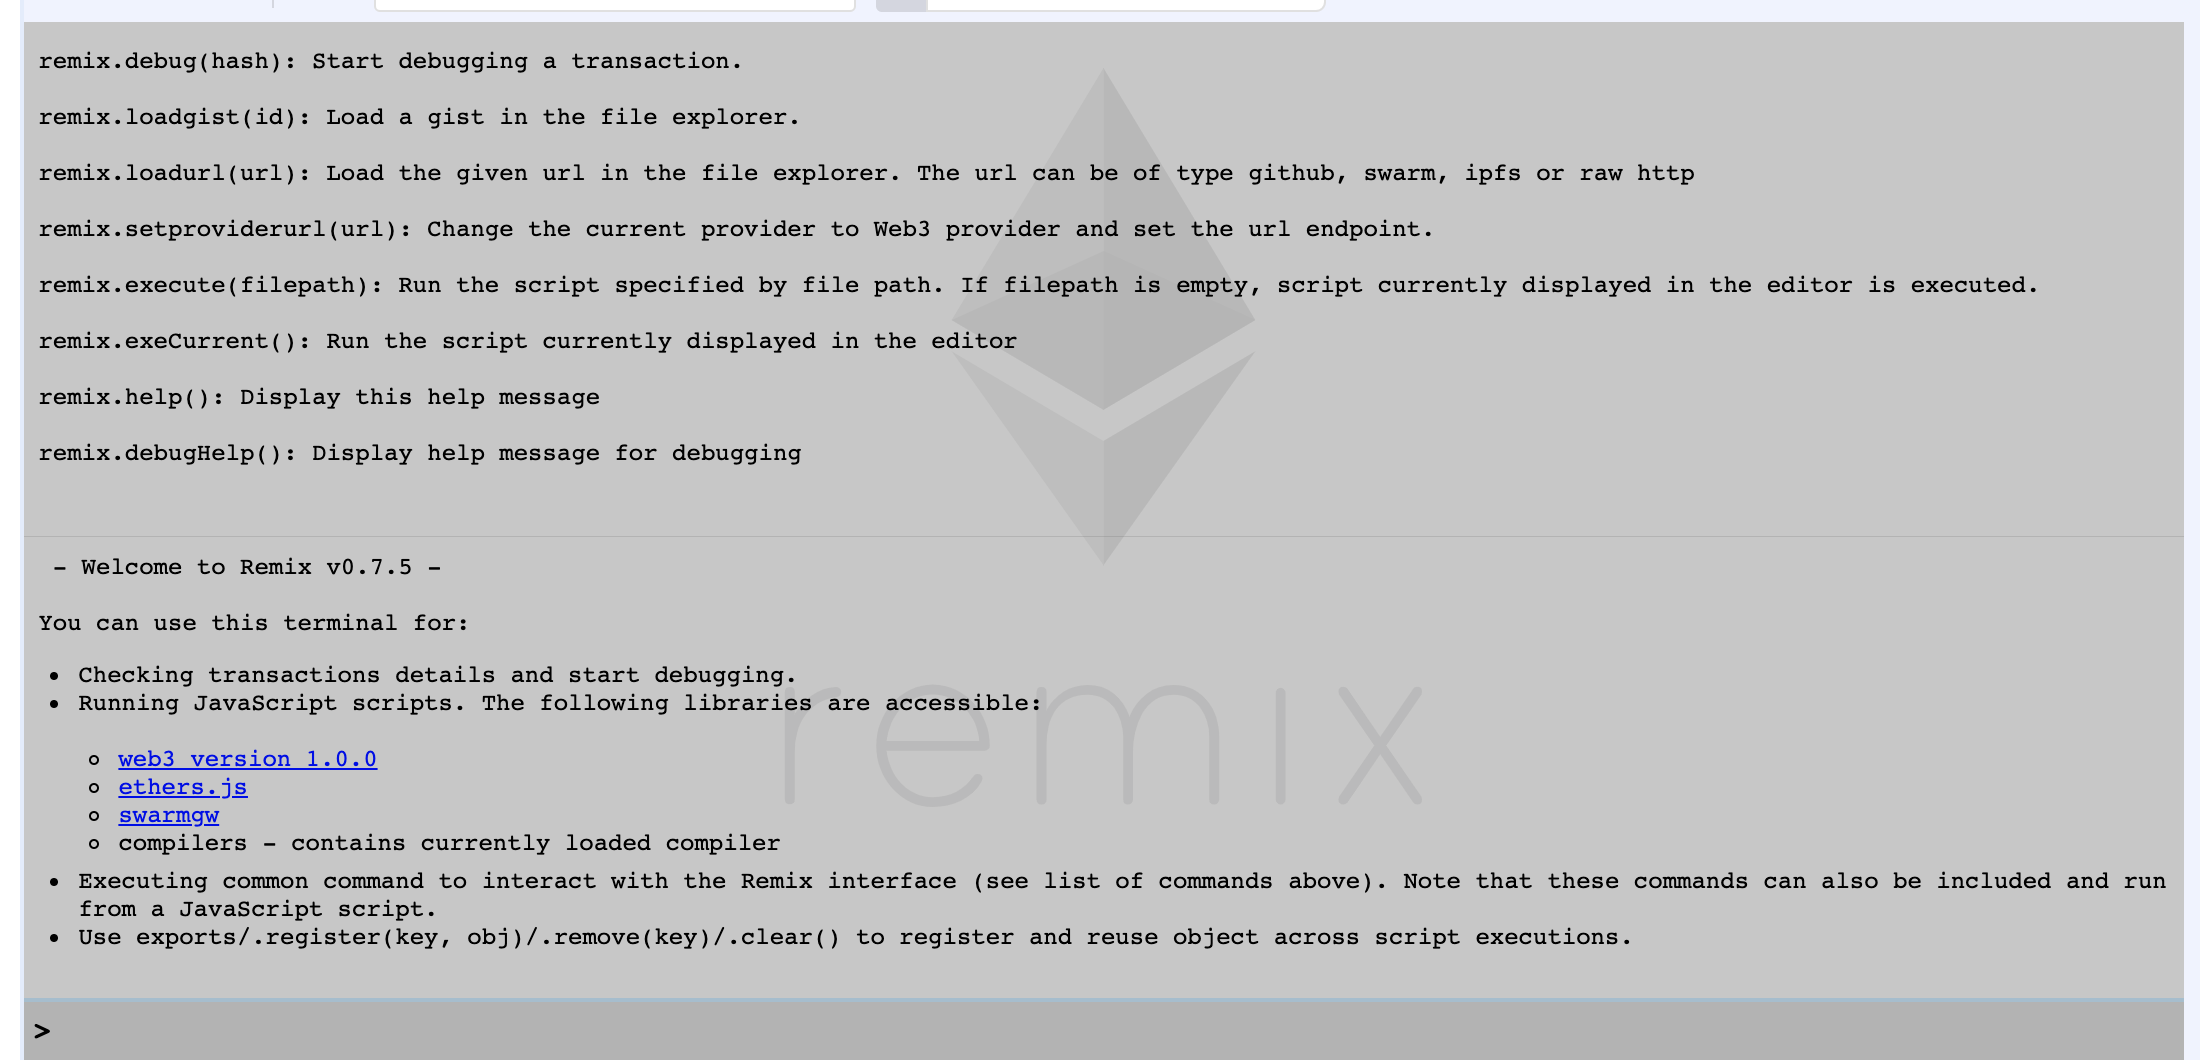 remix.debug(hash): Start debugging a transaction.
remix.loadgist(id): Load a gist in the file explorer.
remix.loadurl(url): Load the given url in the file explorer. The url can be of type github, swarm, ipfs or raw http
remix.setproviderurl(url): Change the current provider to Web3 provider and set the url endpoint.
remix.execute(filepath): Run the script specified by file path. If filepath is empty, script currently displayed in the editor is executed.
remix.exeCurrent(): Run the script currently displayed in the editor
remix.help(): Display this help message
remix.debugHelp(): Display help message for debugging
- Welcome to Remix v0.7.5 -
You can use this terminal for:
• Checking transactions details and start debugging.
• Running JavaScript scripts. The following libraries are accessible:
remix
◦ web3 version 1.0.0
◦ ethers.js
◦ swarmgw
◦ compilers - contains currently loaded compiler
• Executing common command to interact with the Remix interface (see list of commands above). Note that these commands can also be included and run
from a JavaScript script.
• Use exports/.register(key, obj)/.remove(key)/.clear() to register and reuse object across script executions.
>